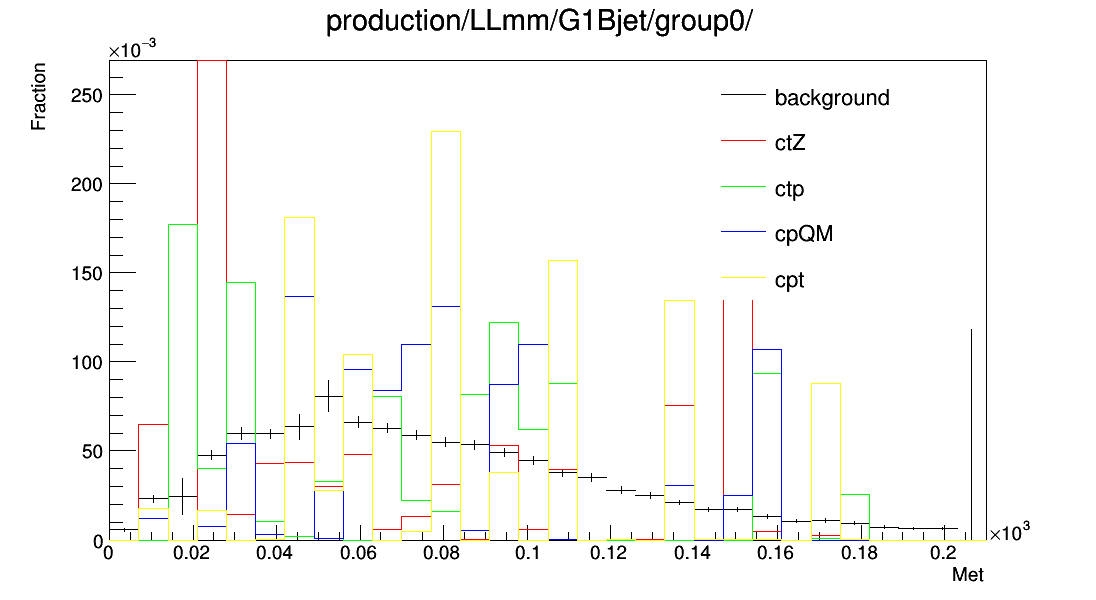 production/LLmm/G1Bjet/group0/
×10⁻³
Fraction
250
200
150
100
50
0
background
ctZ
ctp
cpQM
cpt
0 0.02 0.04 0.06 0.08 0.1 0.12 0.14 0.16 0.18 0.2
×10³
Met